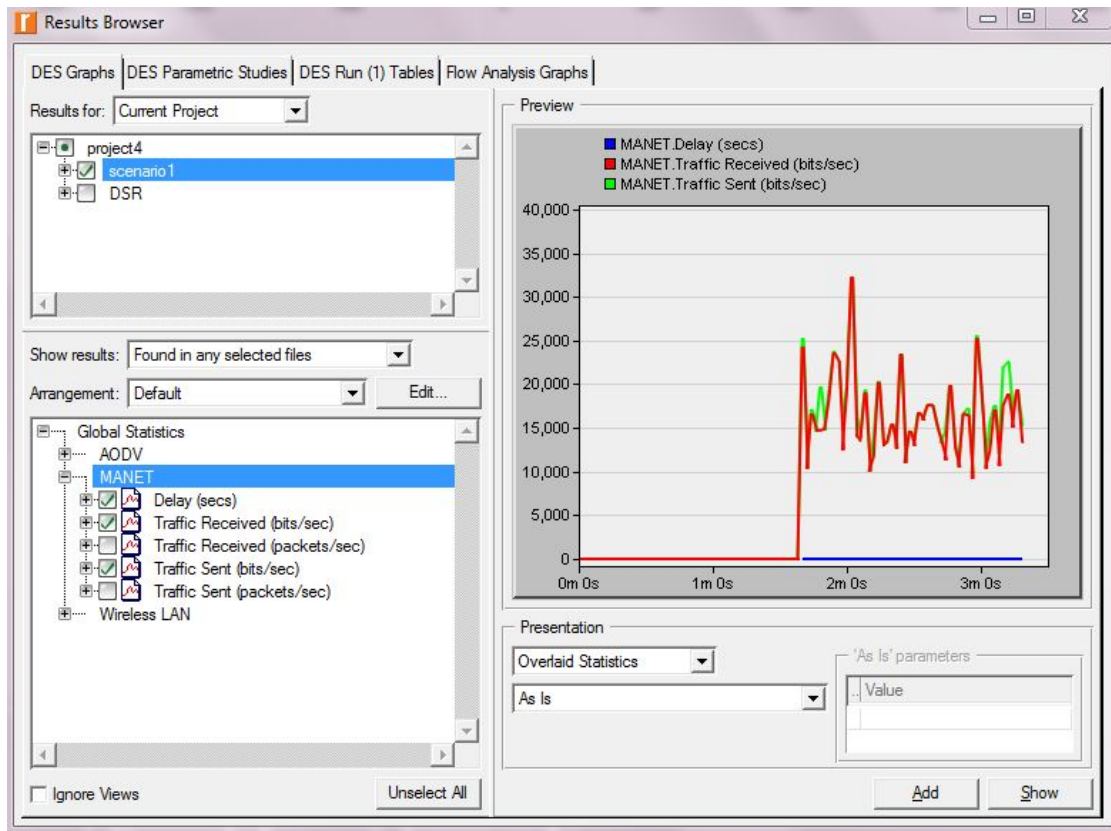 Results Browser
DES Graphs DES Parametric Studies DES Run (1) Tables Flow Analysis Graphs
Results for: Current Project
project4
scenario1
DSR
Show results: Found in any selected files
Arrangement: Default Edit...
Global Statistics
AODV
MANET
Delay (secs)
Traffic Received (bits/sec)
Traffic Received (packets/sec)
Traffic Sent (bits/sec)
Traffic Sent (packets/sec)
Wireless LAN
Ignore Views Unselect All
Preview
MANET.Delay (secs)
MANET.Traffic Received (bits/sec)
MANET.Traffic Sent (bits/sec)
40,000
35,000
30,000
25,000
20,000
15,000
10,000
5,000
0
0m 0s 1m 0s 2m 0s 3m 0s
Presentation
Overlaid Statistics
As Is
'As Is' parameters
.. Value
Add Show